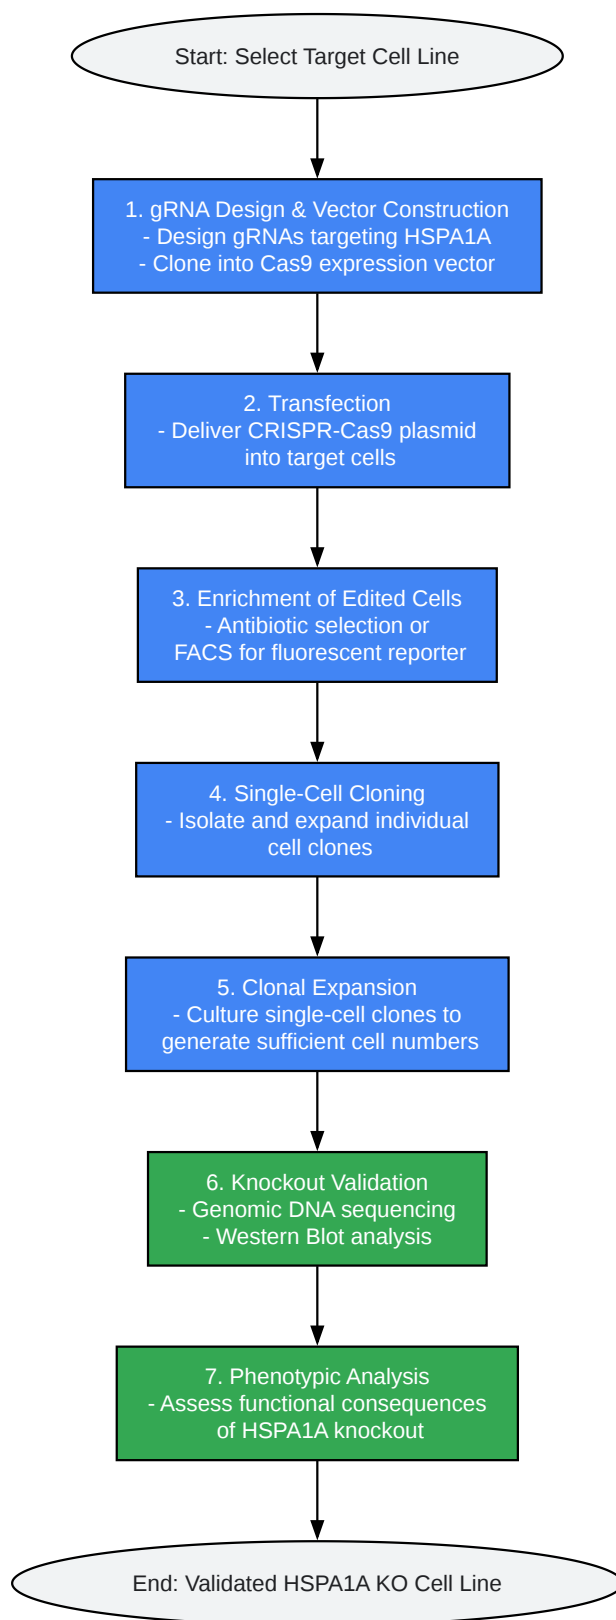 Start: Select Target Cell Line
1. gRNA Design & Vector Construction
- Design gRNAs targeting HSPA1A
- Clone into Cas9 expression vector
2. Transfection
- Deliver CRISPR-Cas9 plasmid
into target cells
3. Enrichment of Edited Cells
- Antibiotic selection or
FACS for fluorescent reporter
4. Single-Cell Cloning
- Isolate and expand individual
cell clones
5. Clonal Expansion
- Culture single-cell clones to
generate sufficient cell numbers
6. Knockout Validation
- Genomic DNA sequencing
- Western Blot analysis
7. Phenotypic Analysis
- Assess functional consequences
of HSPA1A knockout
End: Validated HSPA1A KO Cell Line